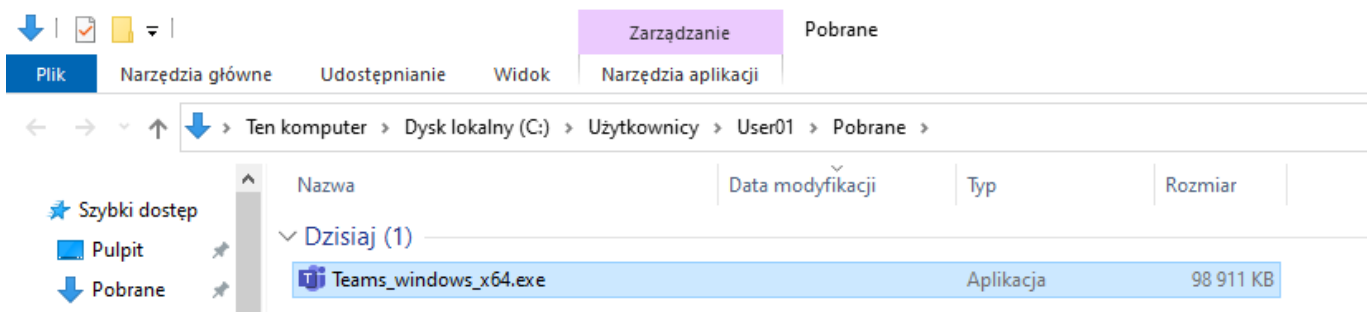 Zarządzanie Pobrane
Plik Narzędzia główne Udostępnianie Widok Narzędzia aplikacji
Ten komputer > Dysk lokalny (C:) > Użytkownicy > User01 > Pobrane >
Nazwa Data modyfikacji Typ Rozmiar
Szybki dostęp
Dzisiaj (1)
Pulpit
Teams_windows_x64.exe Aplikacja 98 911 KB
Pobrane